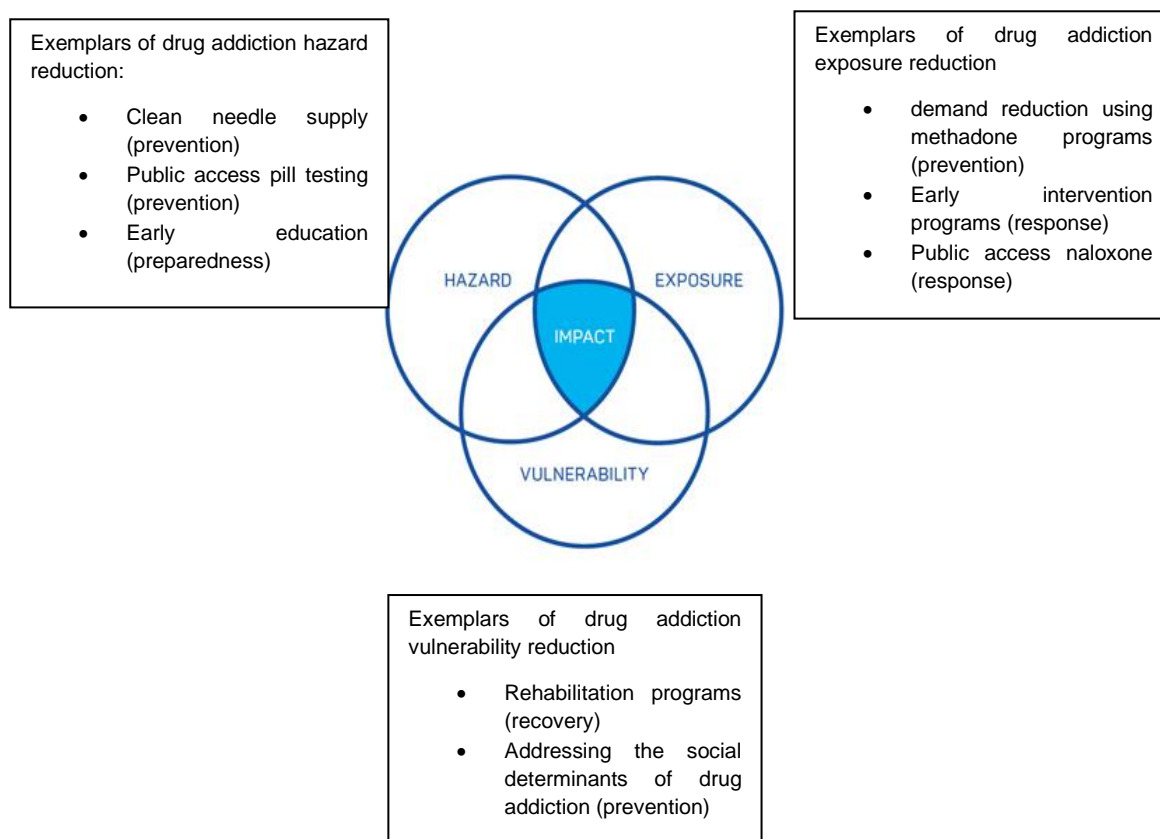 Exemplars of drug addiction hazard
reduction:
• Clean needle supply
(prevention)
• Public access pill testing
(prevention)
• Early education
(preparedness)
Exemplars of drug addiction
exposure reduction
• demand reduction using
methadone programs
(prevention)
• Early intervention
programs (response)
• Public access naloxone
(response)
HAZARD
EXPOSURE
IMPACT
VULNERABILITY
Exemplars of drug addiction
vulnerability reduction
• Rehabilitation programs
(recovery)
• Addressing the social
determinants of drug
addiction (prevention)